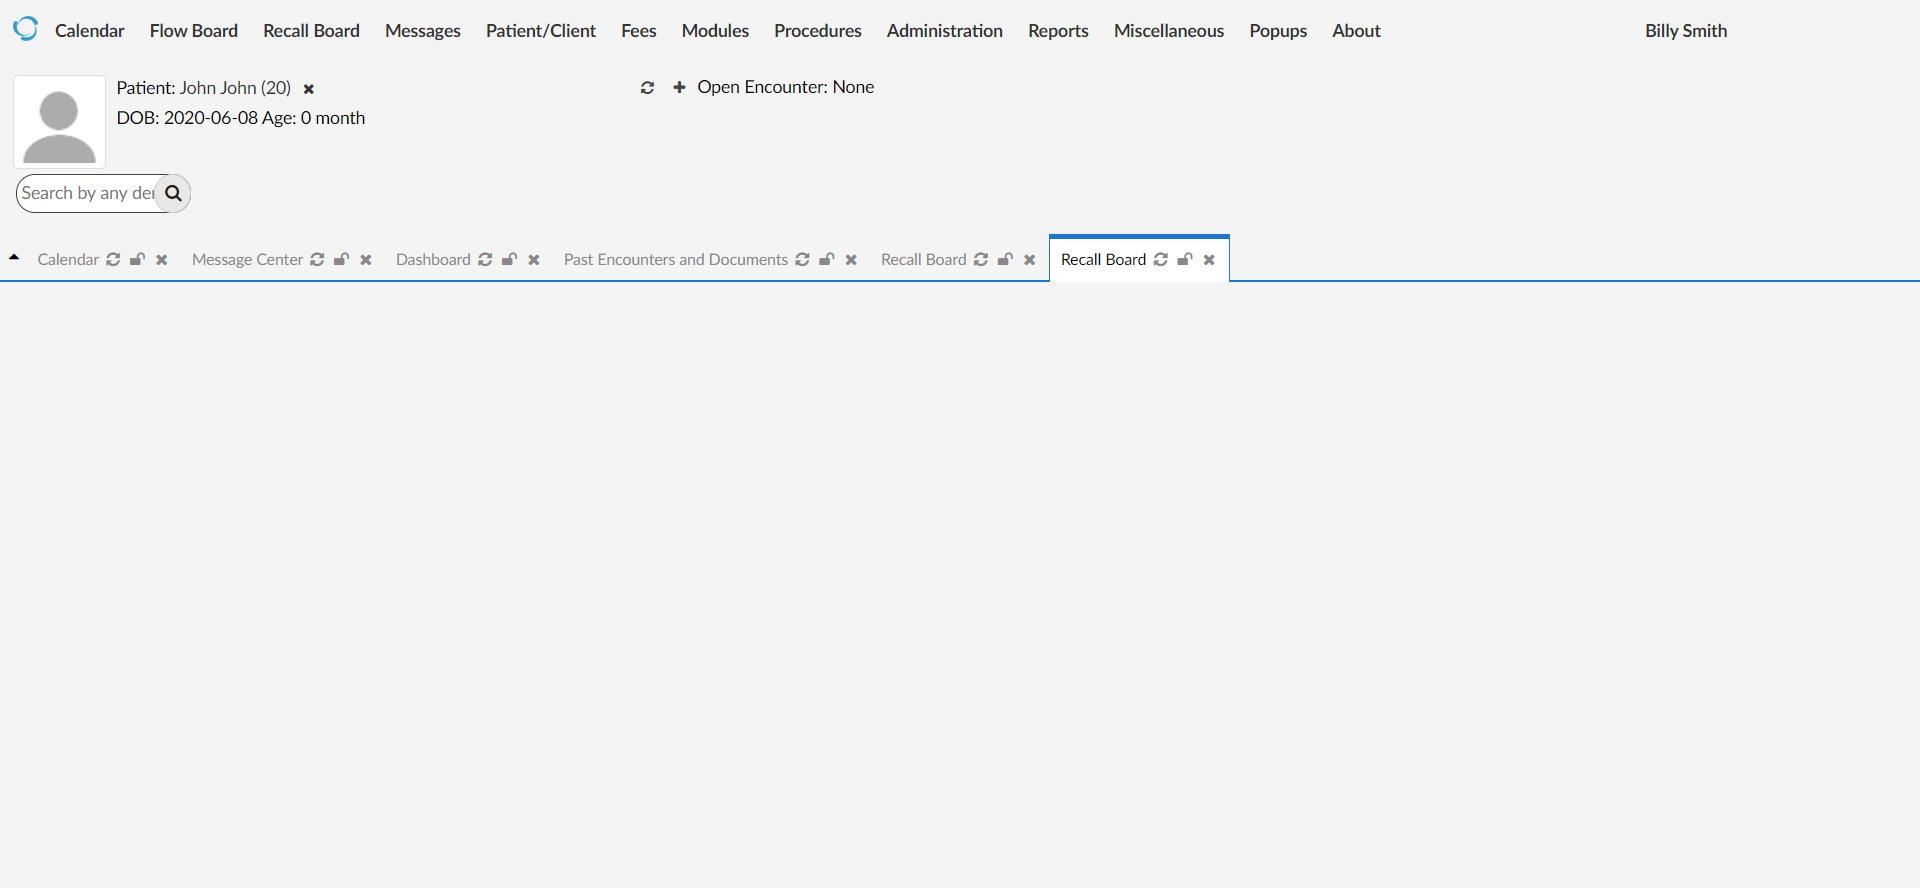 Calendar Flow Board Recall Board Messages Patient/Client Fees Modules Procedures Administration Reports Miscellaneous Popups About Billy Smith
Patient: John John (20)
Open Encounter: None
DOB: 2020-06-08 Age: 0 month
Search by any
Calendar Message Center Dashboard Past Encounters and Documents Recall Board Recall Board